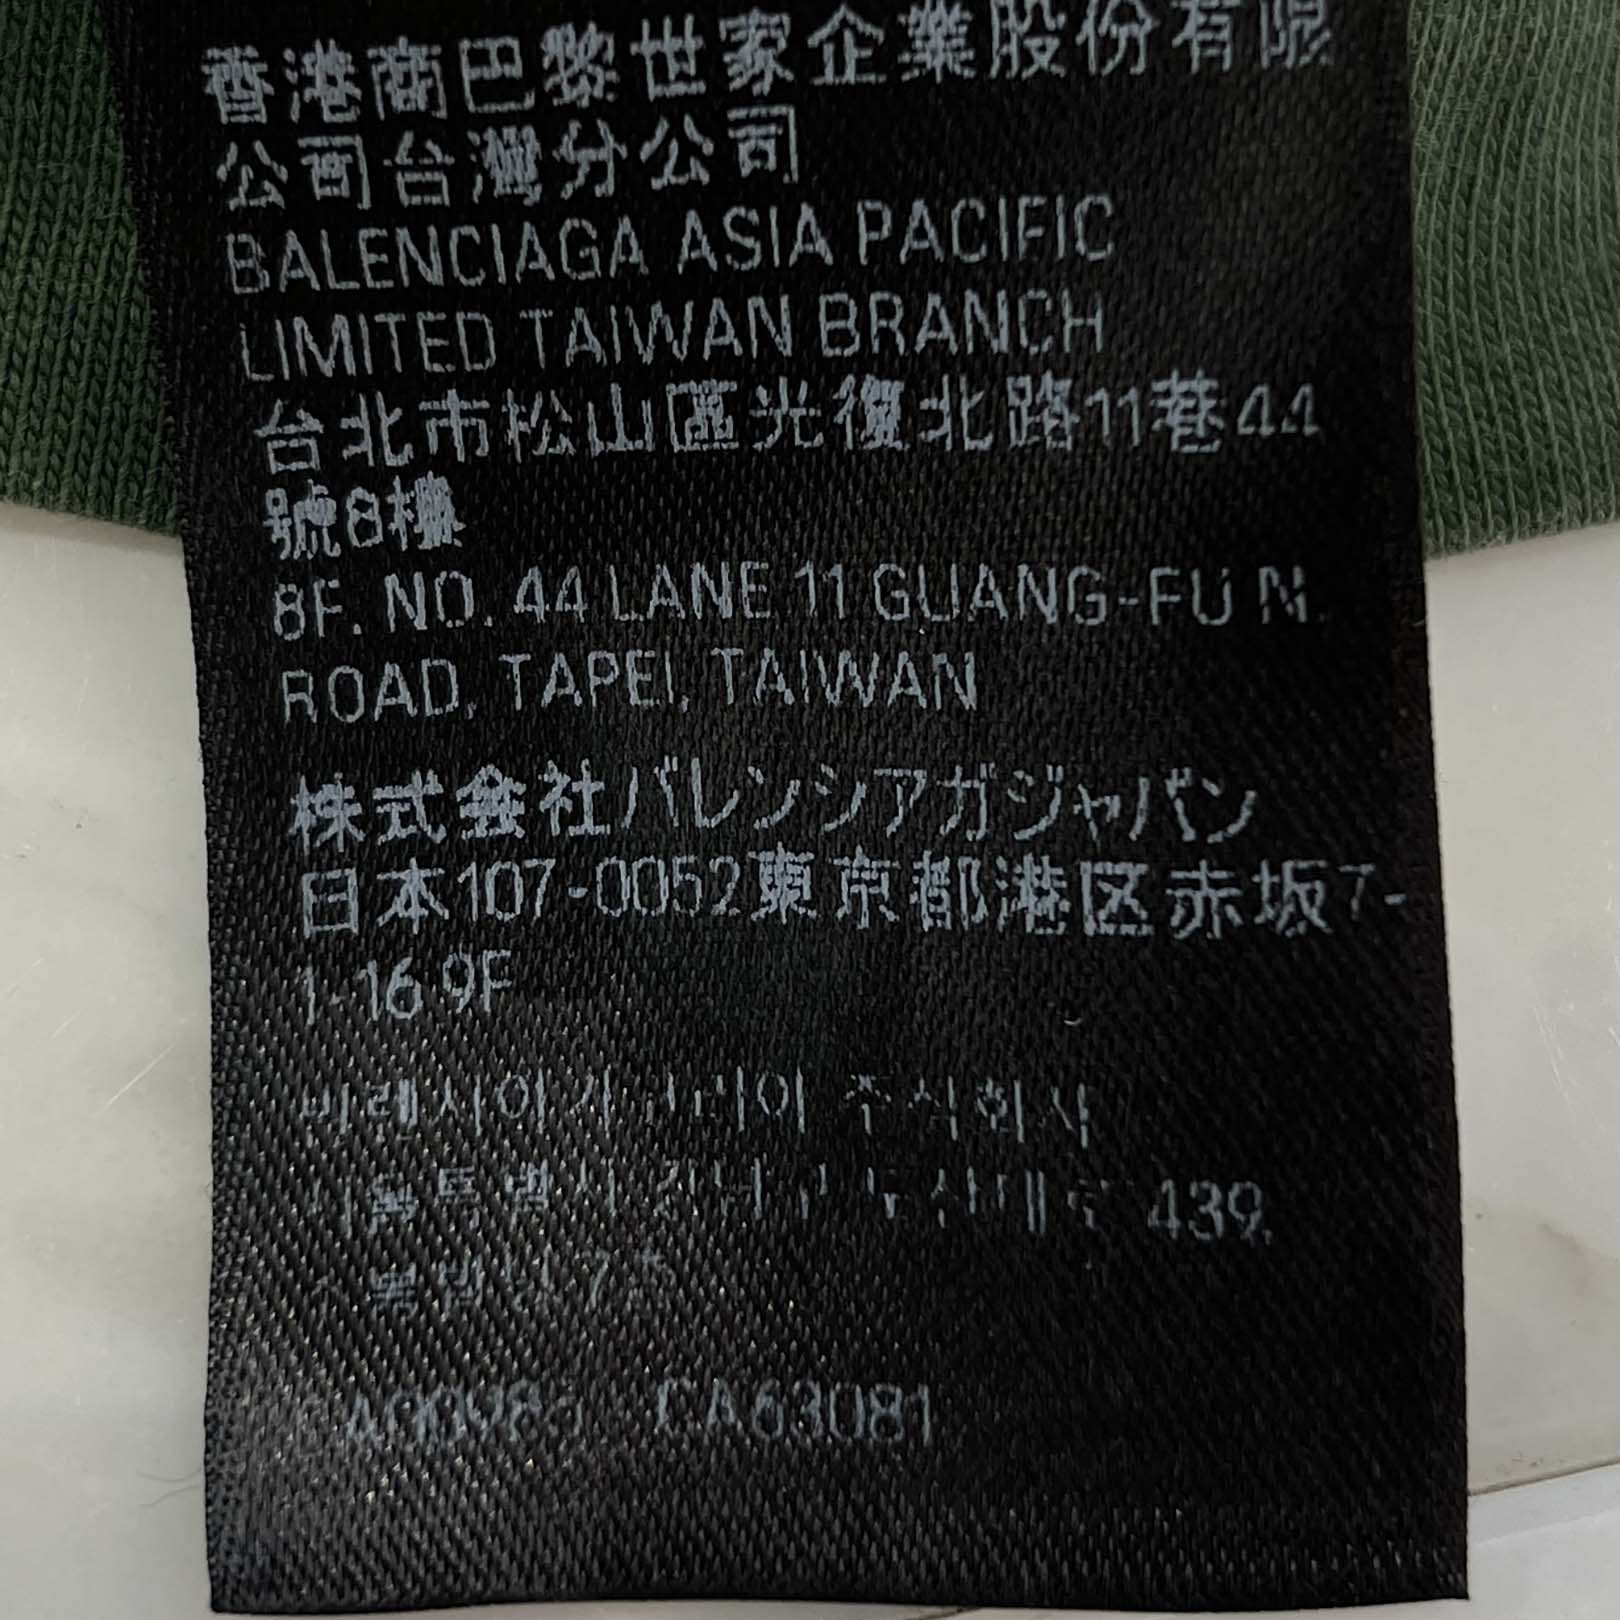 香港商巴黎世家企業股份有限
公司台灣分公司
BALENCIAGA ASIA PACIFIC
LIMITED TAIWAN BRANCH
台北市松山區光復北路11巷44
號8樓
8F. NO. 44 LANE 11 GUANG-FU N.
ROAD, TAPEI, TAIWAN
株式会社バレンシアガジャパン
日本107-0052東京都港区赤坂7-
1-16 9F
주식회사
439,
CA63081